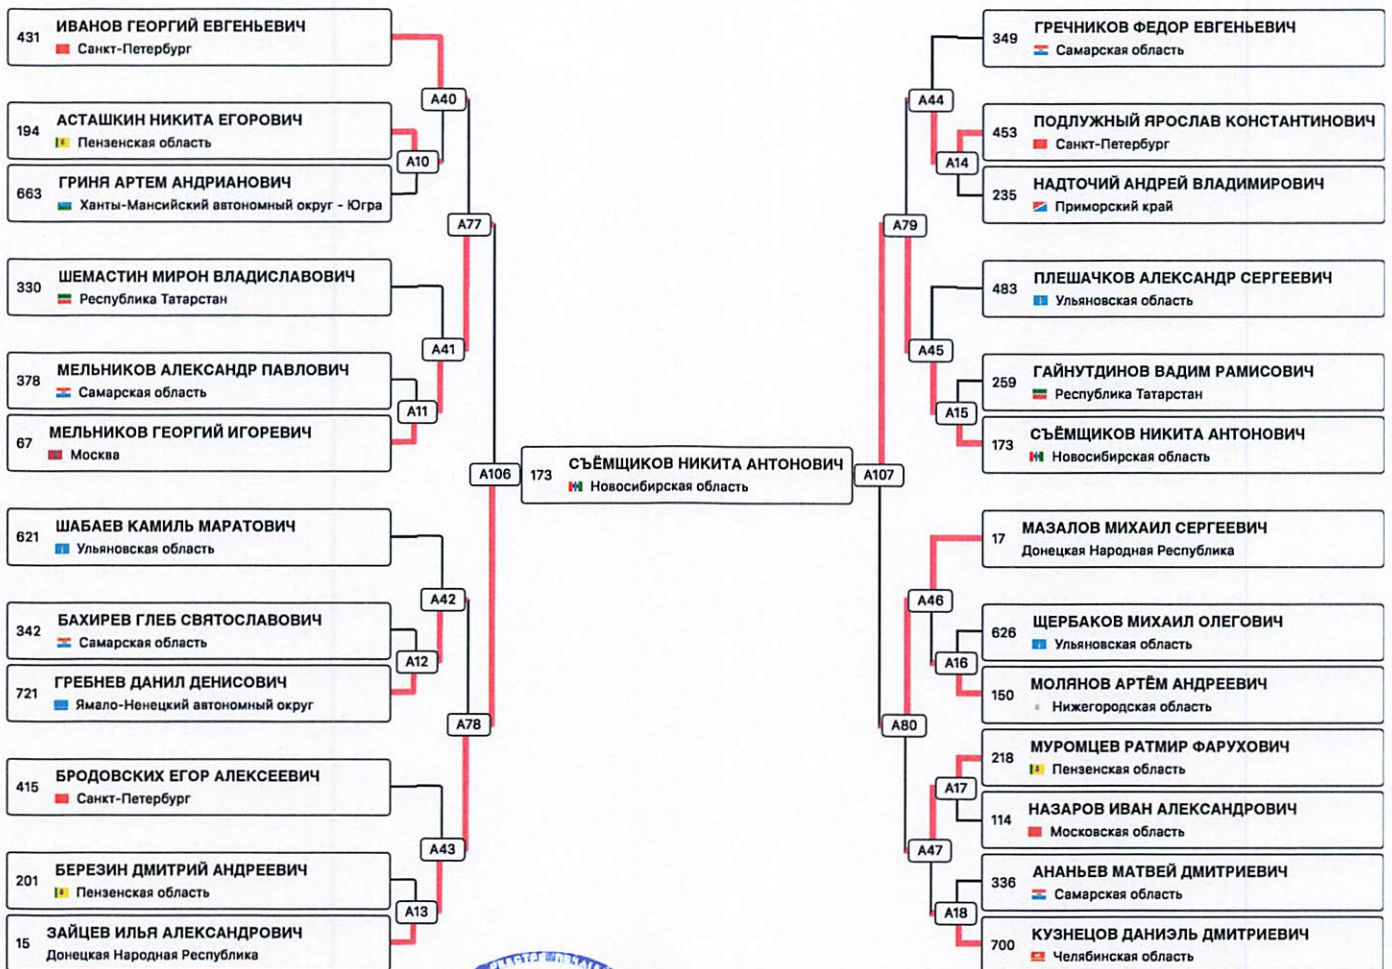 431 ИВАНОВ ГЕОРГИЙ ЕВГЕНЬЕВИЧ
Санкт-Петербург
A40
194 АСТАШКИН НИКИТА ЕГОРОВИЧ
Пензенская область
A10
663 ГРИНЯ АРТЕМ АНДРИАНОВИЧ
Ханты-Мансийский автономный округ - Югра
A77
330 ШЕМАСТИН МИРОН ВЛАДИСЛАВОВИЧ
Республика Татарстан
A41
378 МЕЛЬНИКОВ АЛЕКСАНДР ПАВЛОВИЧ
Самарская область
A11
67 МЕЛЬНИКОВ ГЕОРГИЙ ИГОРЕВИЧ
Москва
A106
173 СЪЁМЩИКОВ НИКИТА АНТОНОВИЧ
Новосибирская область
A107
621 ШАБАЕВ КАМИЛЬ МАРАТОВИЧ
Ульяновская область
A42
342 БАХИРЕВ ГЛЕБ СВЯТОСЛАВОВИЧ
Самарская область
A12
721 ГРЕБНЕВ ДАНИЛ ДЕНИСОВИЧ
Ямало-Ненецкий автономный округ
A78
415 БРОДОВСКИХ ЕГОР АЛЕКСЕЕВИЧ
Санкт-Петербург
A43
201 БЕРЕЗИН ДМИТРИЙ АНДРЕЕВИЧ
Пензенская область
A13
15 ЗАЙЦЕВ ИЛЬЯ АЛЕКСАНДРОВИЧ
Донецкая Народная Республика
349 ГРЕЧНИКОВ ФЕДОР ЕВГЕНЬЕВИЧ
Самарская область
A44
453 ПОДЛУЖНЫЙ ЯРОСЛАВ КОНСТАНТИНОВИЧ
Санкт-Петербург
A14
235 НАДТОЧИЙ АНДРЕЙ ВЛАДИМИРОВИЧ
Приморский край
A79
483 ПЛЕШАЧКОВ АЛЕКСАНДР СЕРГЕЕВИЧ
Ульяновская область
A45
259 ГАЙНУТДИНОВ ВАДИМ РАМИСОВИЧ
Республика Татарстан
A15
173 СЪЁМЩИКОВ НИКИТА АНТОНОВИЧ
Новосибирская область
17 МАЗАЛОВ МИХАИЛ СЕРГЕЕВИЧ
Донецкая Народная Республика
A46
626 ЩЕРБАКОВ МИХАИЛ ОЛЕГОВИЧ
Ульяновская область
A16
150 МОЛЯНОВ АРТЁМ АНДРЕЕВИЧ
Нижегородская область
A80
218 МУРОМЦЕВ РАТМИР ФАРУХОВИЧ
Пензенская область
A17
114 НАЗАРОВ ИВАН АЛЕКСАНДРОВИЧ
Московская область
A47
336 АНАНЬЕВ МАТВЕЙ ДМИТРИЕВИЧ
Самарская область
A18
700 КУЗНЕЦОВ ДАНИЭЛЬ ДМИТРИЕВИЧ
Челябинская область